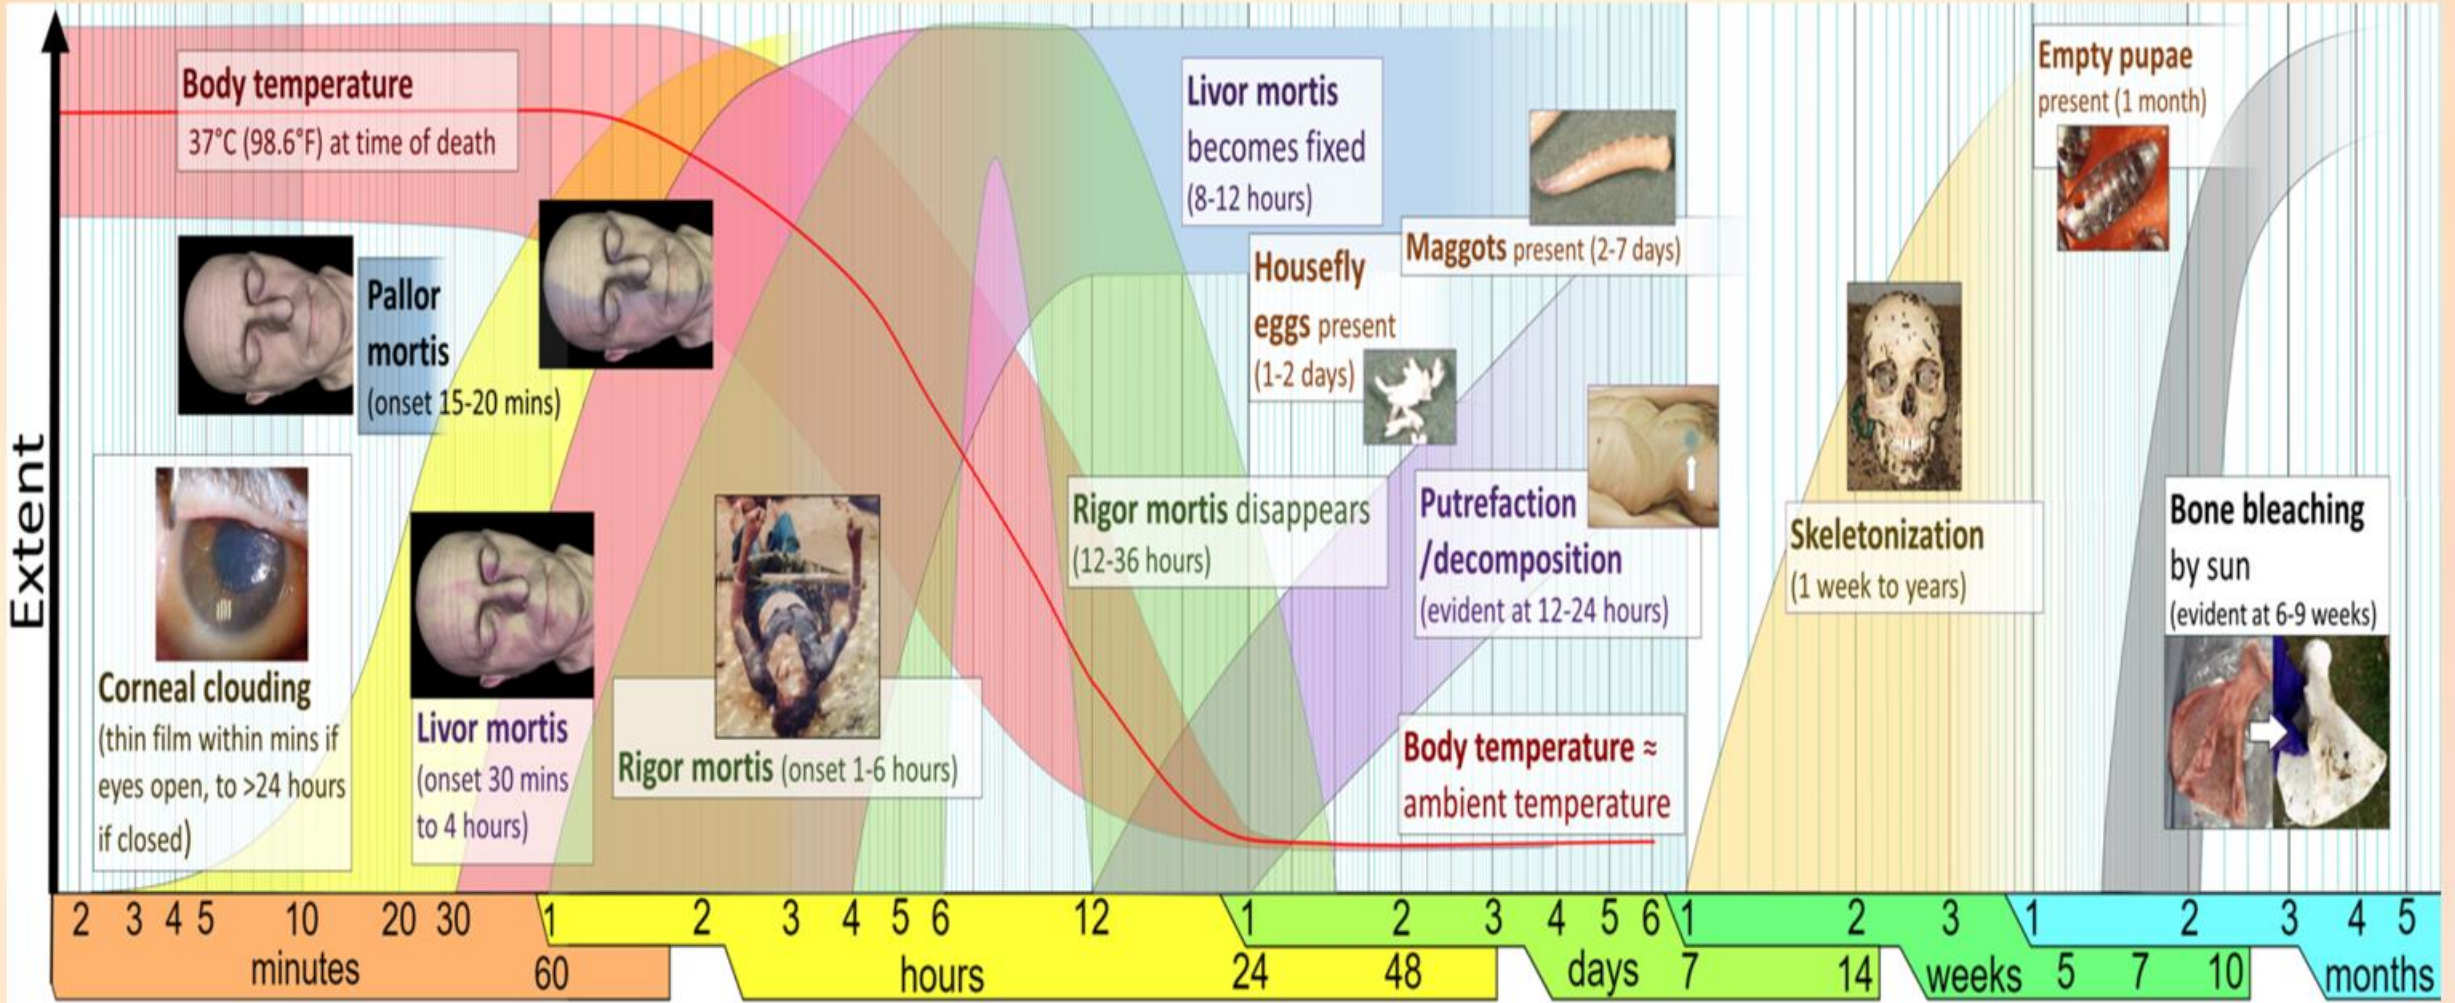 Extent
Body temperature
37°C (98.6°F) at time of death
Pallor
mortis
(onset 15-20 mins)
Corneal clouding
(thin film within mins if
eyes open, to >24 hours
if closed)
Livor mortis
(onset 30 mins
to 4 hours)
Rigor mortis (onset 1-6 hours)
Livor mortis
becomes fixed
(8-12 hours)
Housefly
eggs present
(1-2 days)
Maggots present (2-7 days)
Rigor mortis disappears
(12-36 hours)
Putrefaction
/decomposition
(evident at 12-24 hours)
Body temperature ≈
ambient temperature
Skeletonization
(1 week to years)
Empty pupae
present (1 month)
Bone bleaching
by sun
(evident at 6-9 weeks)
2 3 4 5 10 20 30 1 2 3 4 5 6 12 1 2 3 4 5 6 1 2 3 1 2 3 4 5
minutes 60 hours 24 48 days 7 14 weeks 5 7 10 months